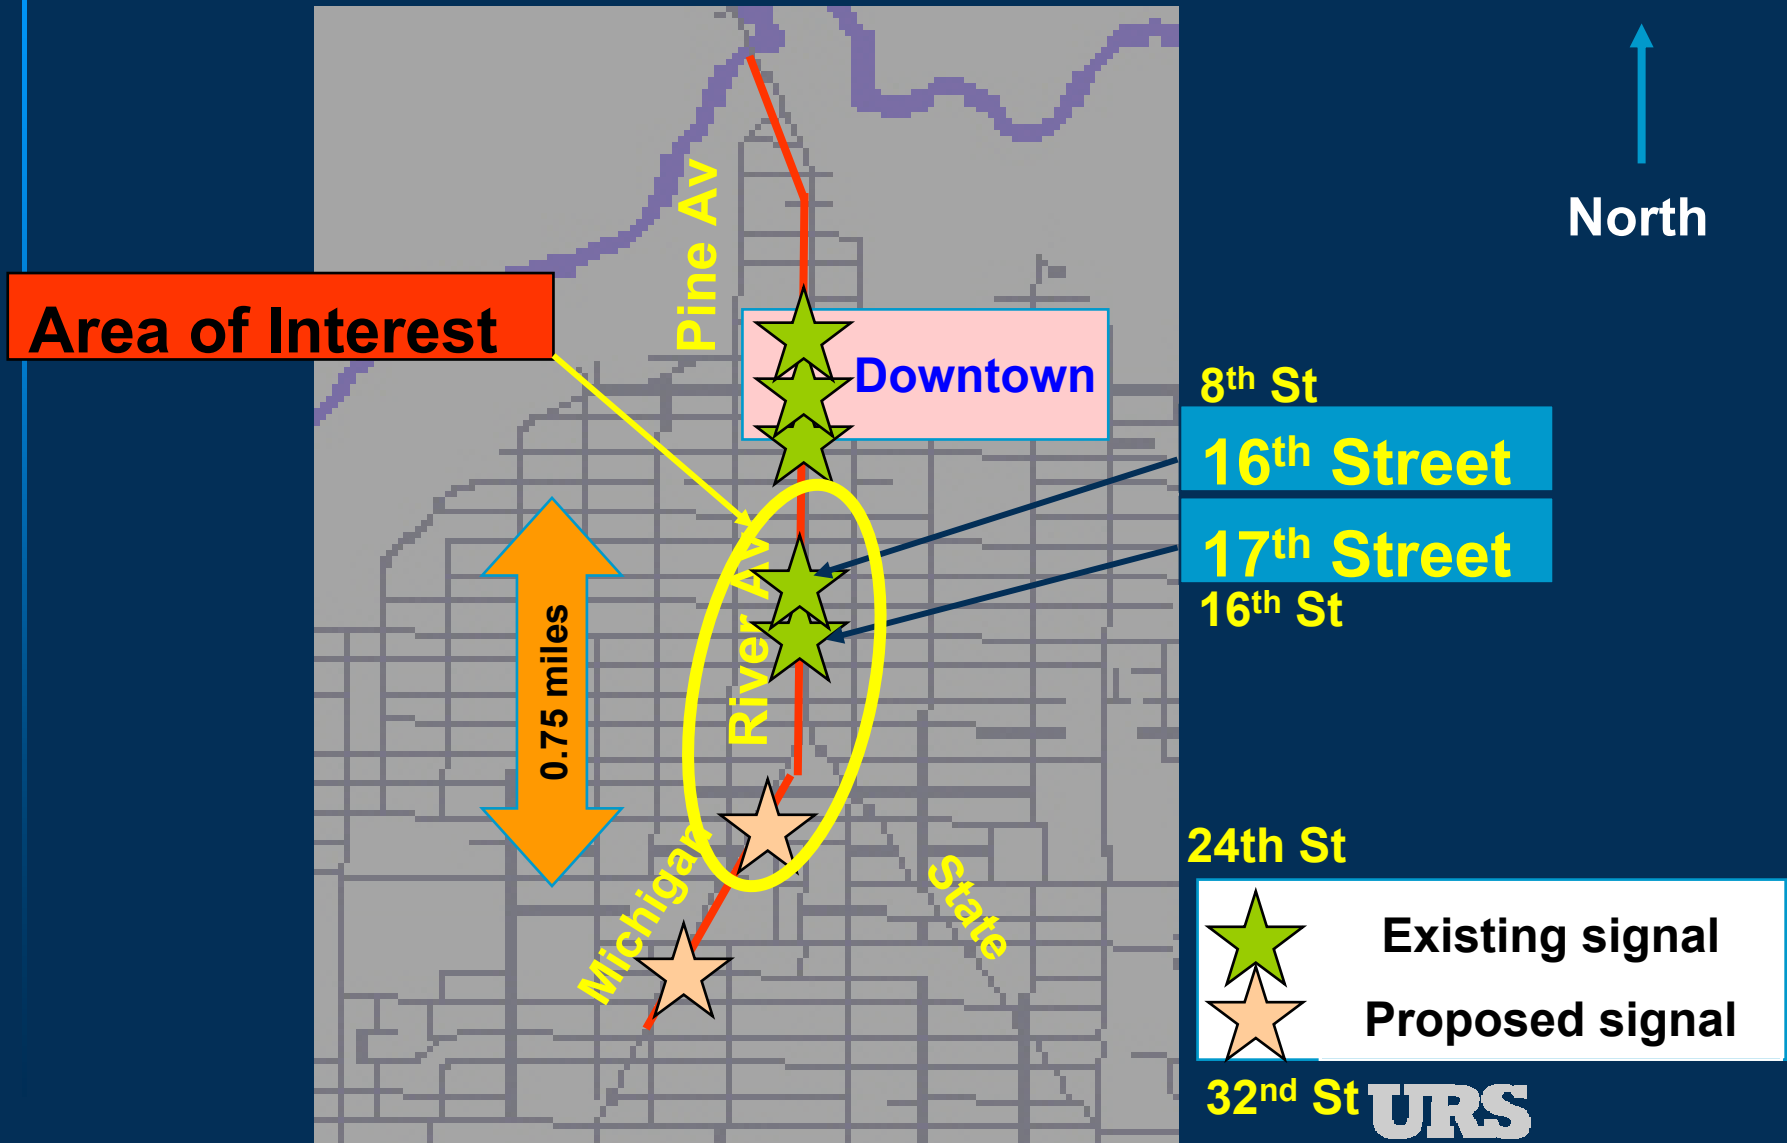 North
Pine Av
Area of Interest
Downtown
8th St
16th Street
17th Street
16th St
River Av
0.75 miles
24th St
Michigan
State
Existing signal
Proposed signal
32nd St
URS